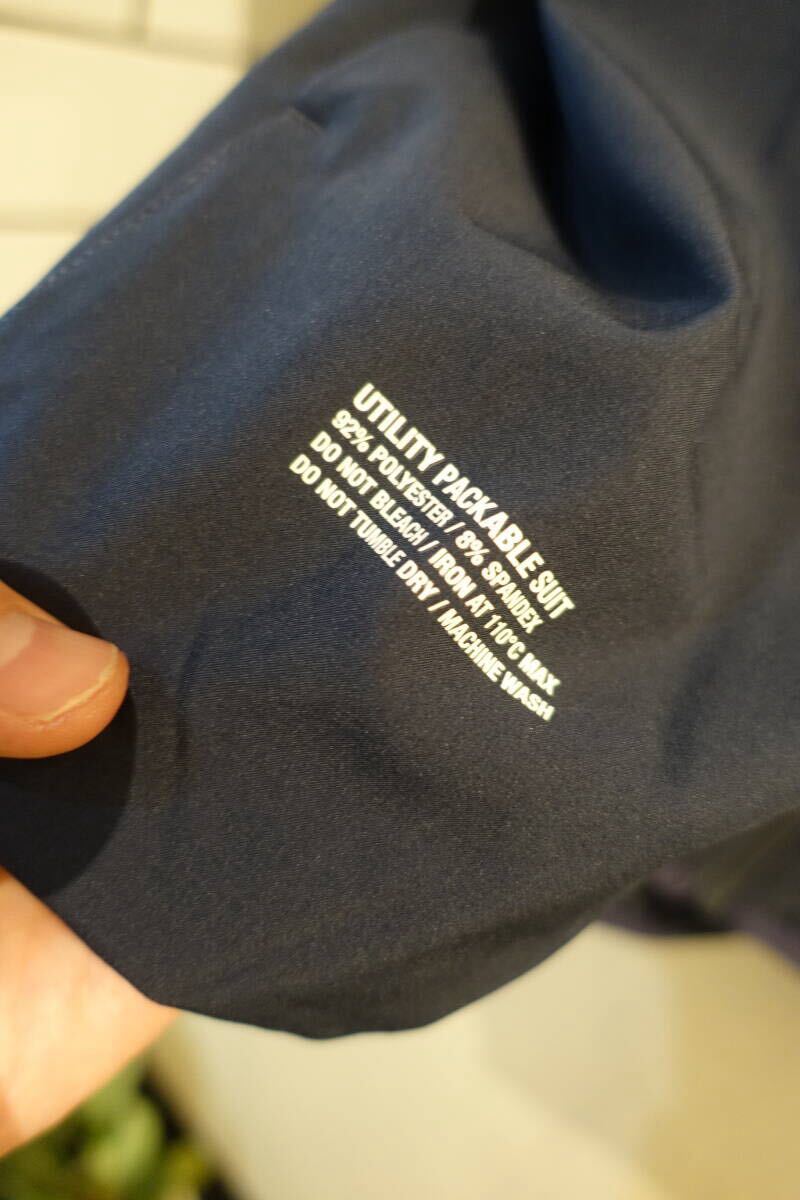 UTILITY PACKABLE SUIT
92% POLYESTER / 8% SPANDEX
DO NOT BLEACH / IRON AT 110°C MAX
DO NOT TUMBLE DRY / MACHINE WASH